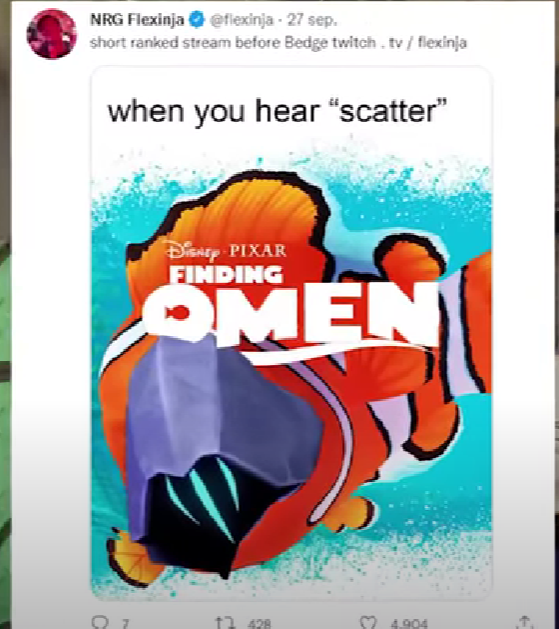 NRG Flexinja @flexinja · 27 sep.
short ranked stream before Bedge twitch . tv / flexinja
when you hear “scatter”
Disney · PIXAR
FINDING
OMEN
7 428 4.904